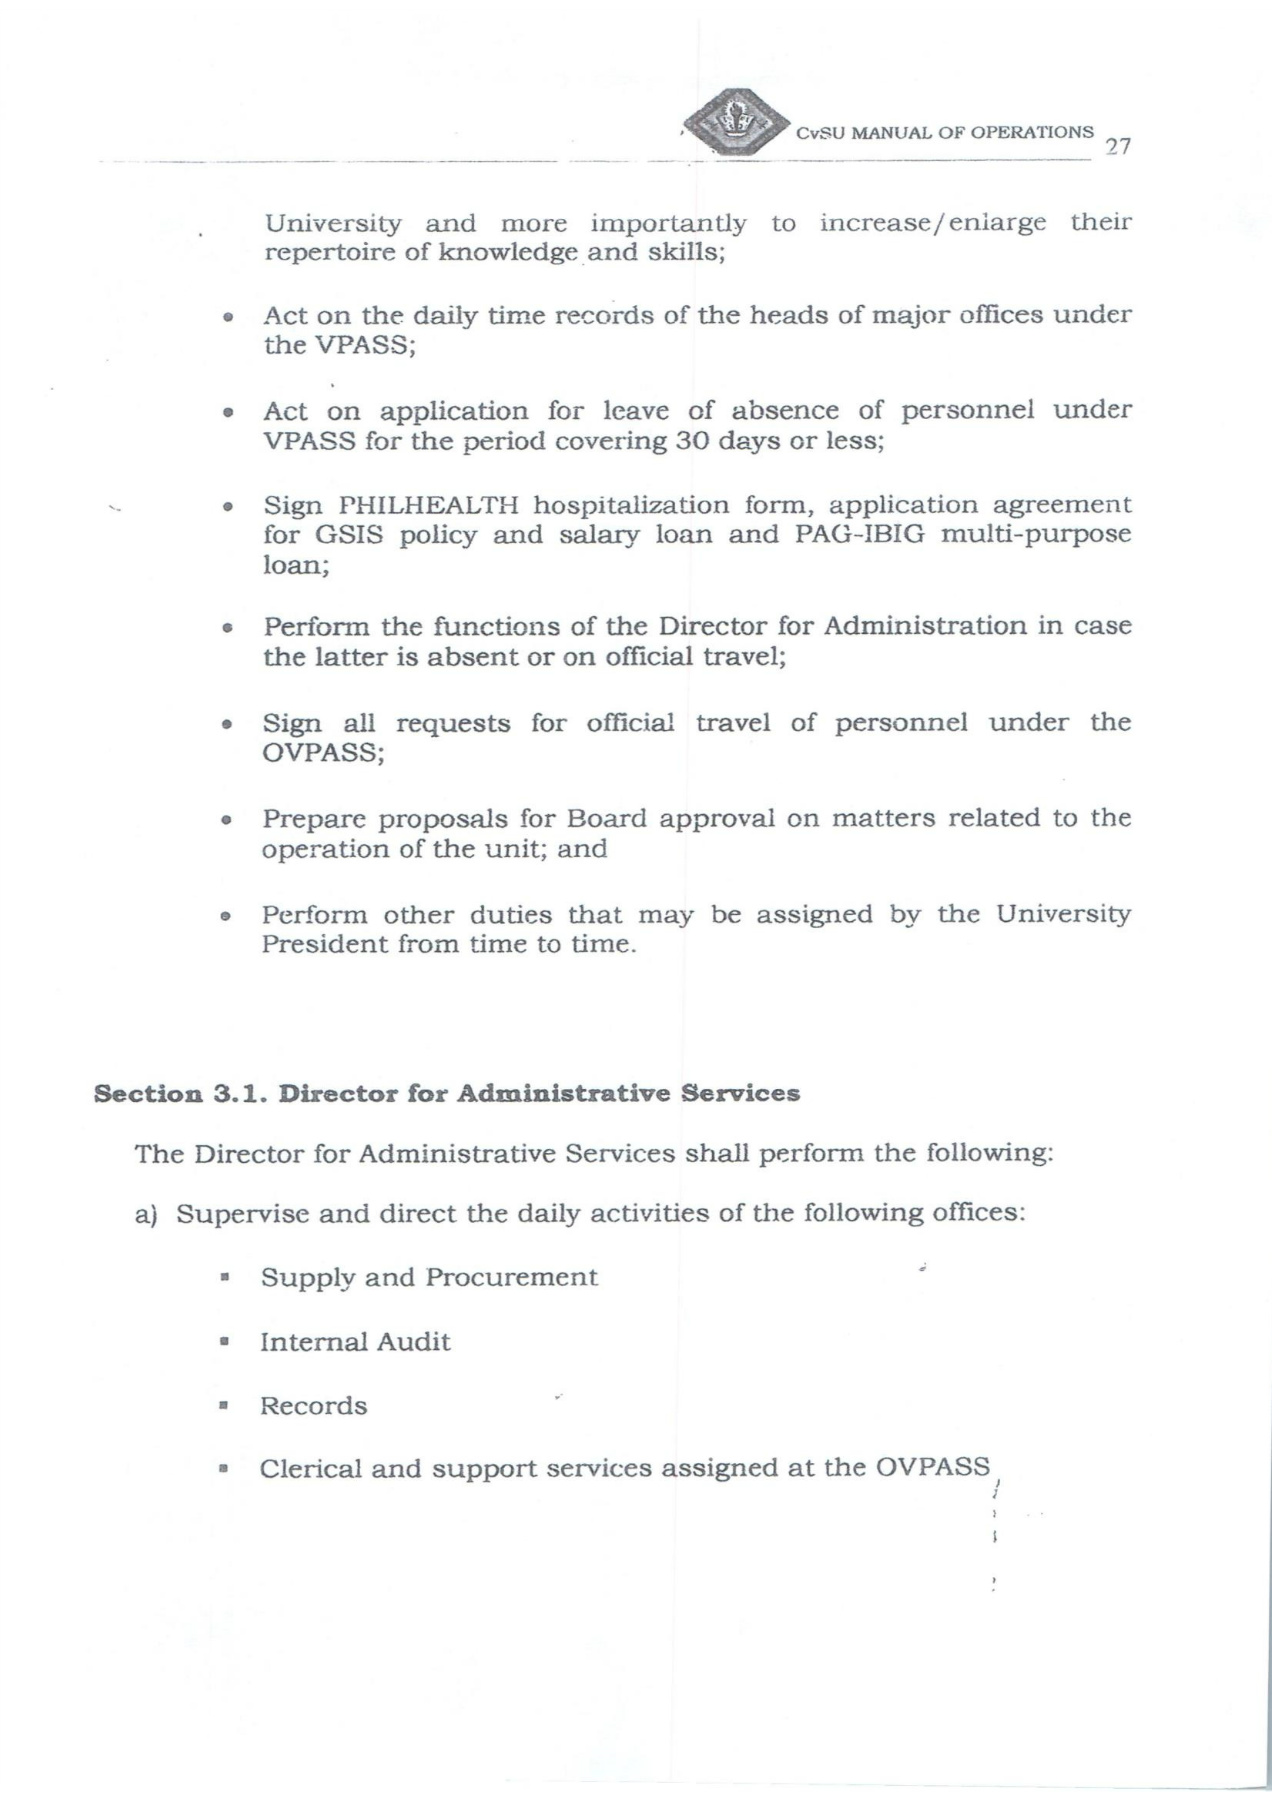 CvSU MANUAL OF OPERATIONS 27
University and more importantly to increase/enlarge their
repertoire of knowledge and skills;
• Act on the daily time records of the heads of major offices under
the VPASS;
• Act on application for leave of absence of personnel under
VPASS for the period covering 30 days or less;
• Sign PHILHEALTH hospitalization form, application agreement
for GSIS policy and salary loan and PAG-IBIG multi-purpose
loan;
• Perform the functions of the Director for Administration in case
the latter is absent or on official travel;
• Sign all requests for official travel of personnel under the
OVPASS;
• Prepare proposals for Board approval on matters related to the
operation of the unit; and
• Perform other duties that may be assigned by the University
President from time to time.
Section 3.1. Director for Administrative Services
The Director for Administrative Services shall perform the following:
a) Supervise and direct the daily activities of the following offices:
▪ Supply and Procurement
▪ Internal Audit
▪ Records
▪ Clerical and support services assigned at the OVPASS